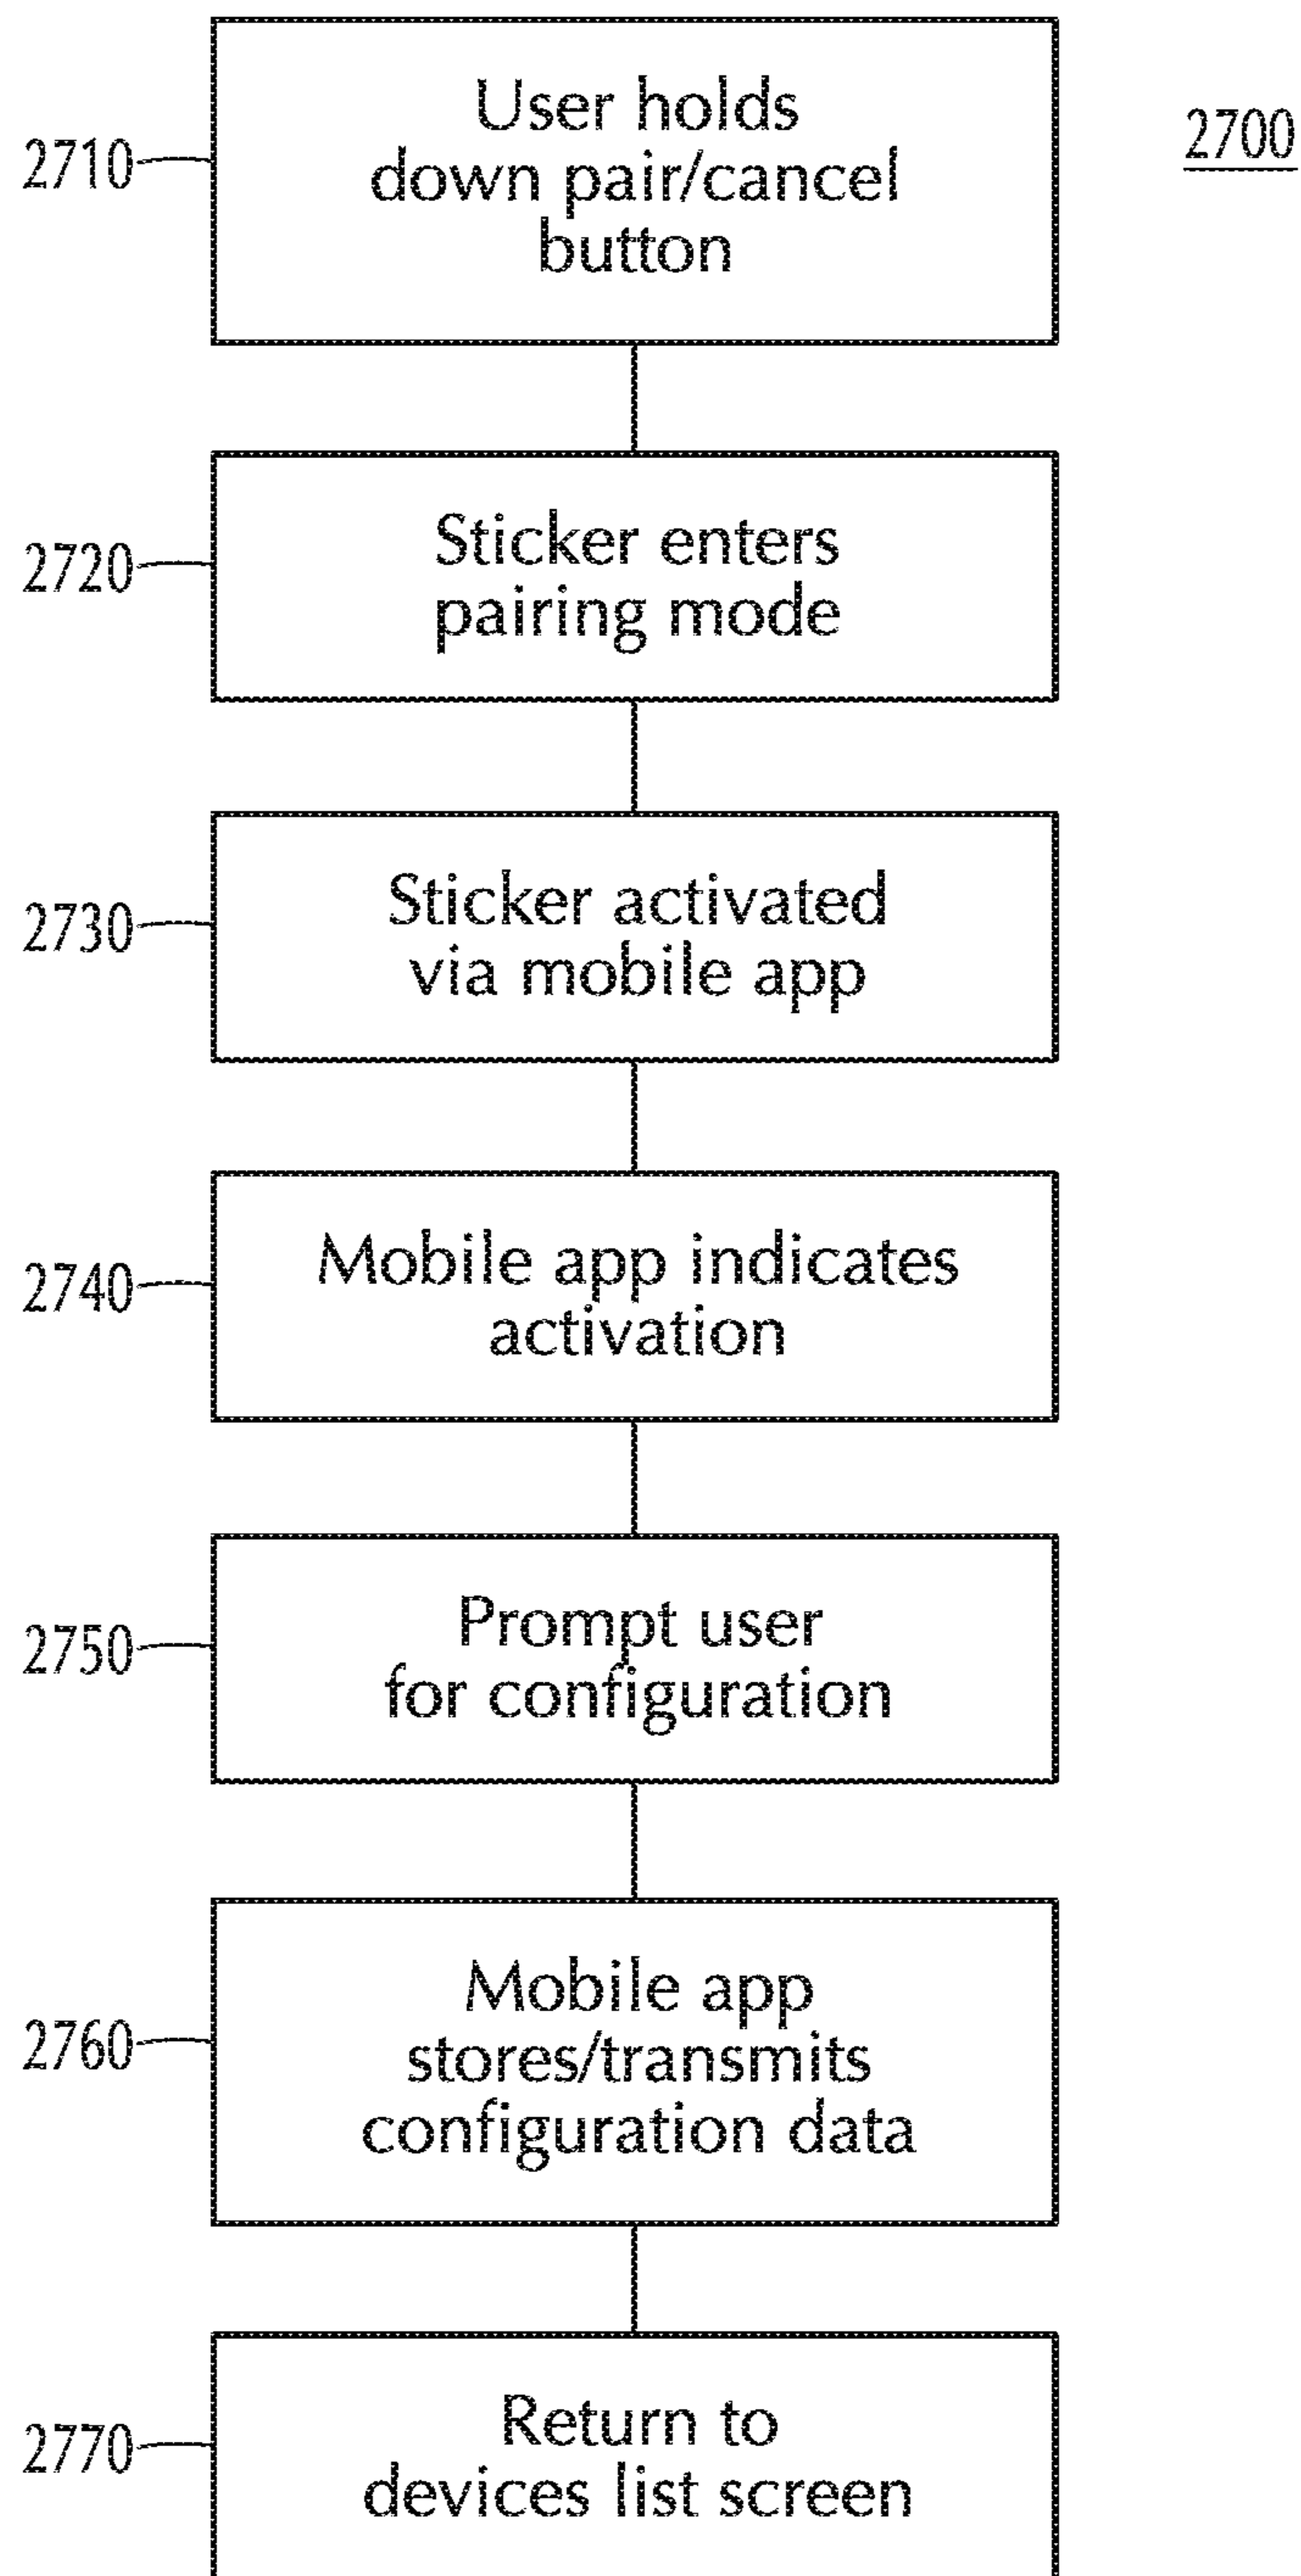 User holds
down pair/cancel
button
2700
2710
Sticker enters
pairing mode
2720
Sticker activated
via mobile app
2730
Mobile app indicates
activation
2740
Prompt user
for configuration
2750
Mobile app
stores/transmits
configuration data
2760
Return to
devices list screen
2770